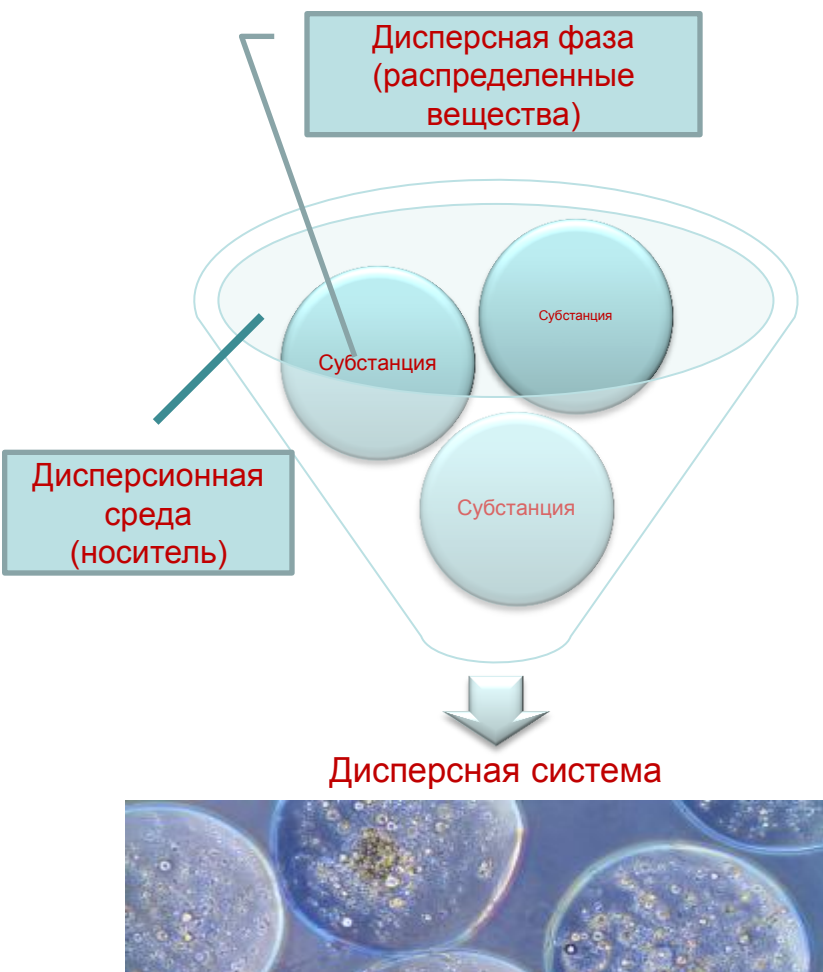 Дисперсная фаза
(распределенные
вещества)
Субстанция
Субстанция
Дисперсионная
среда
(носитель)
Субстанция
Дисперсная система